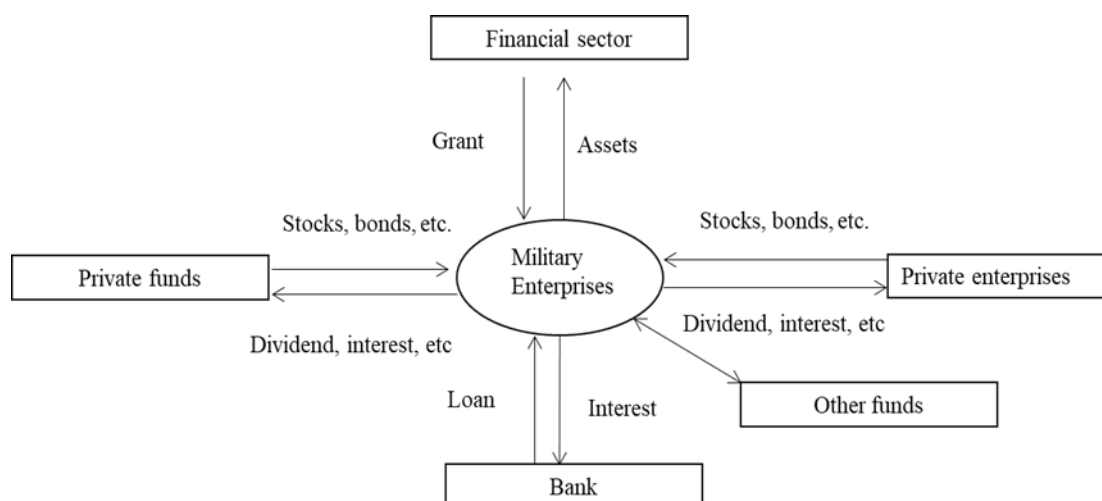 Financial sector
Grant
Assets
Stocks, bonds, etc.
Stocks, bonds, etc.
Private funds
Military
Enterprises
Private enterprises
Dividend, interest, etc
Dividend, interest, etc
Loan
Interest
Other funds
Bank